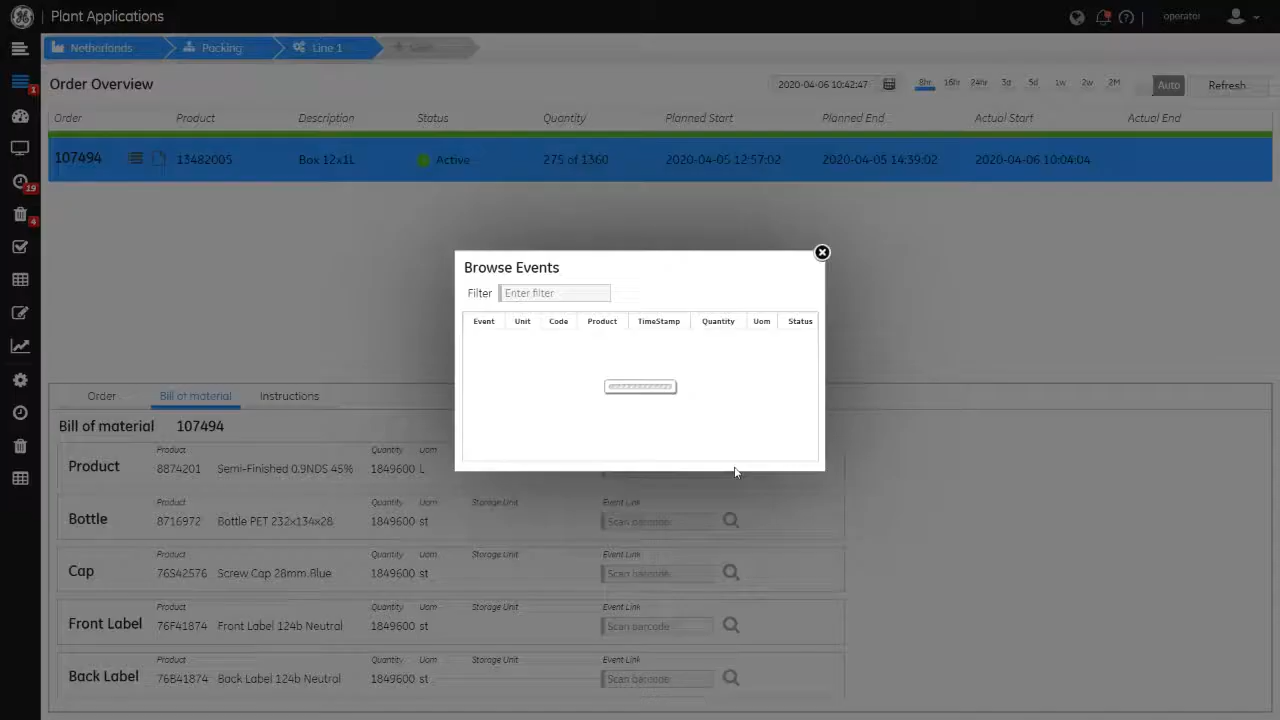 Plant Applications
operator
Netherlands Packing Line 1
Order Overview 2020-04-06 10:42:47 8hr 16hr 24hr 3d 5d 1w 2w 2M Auto Refresh
Order Product Description Status Quantity Planned Start Planned End Actual Start Actual End
107494 13482005 Box 12x1L Active 275 of 1360 2020-04-05 12:57:02 2020-04-05 14:39:02 2020-04-06 10:04:04
1
19
4
Browse Events
Filter Enter filter
Event Unit Code Product TimeStamp Quantity Uom Status
Order Bill of material Instructions
Bill of material 107494
Product Quantity Uom
Product 8874201 Semi-Finished 0.9NDS 45% 1849600 L
Product Quantity Uom Storage Unit Event Link
Bottle 8716972 Bottle PET 232x134x28 1849600 st Scan barcode
Product Quantity Uom Storage Unit Event Link
Cap 76S42576 Screw Cap 28mm Blue 1849600 st Scan barcode
Product Quantity Uom Storage Unit Event Link
Front Label 76F41874 Front Label 124b Neutral 1849600 st Scan barcode
Product Quantity Uom Storage Unit Event Link
Back Label 76B41874 Back Label 124b Neutral 1849600 st Scan barcode